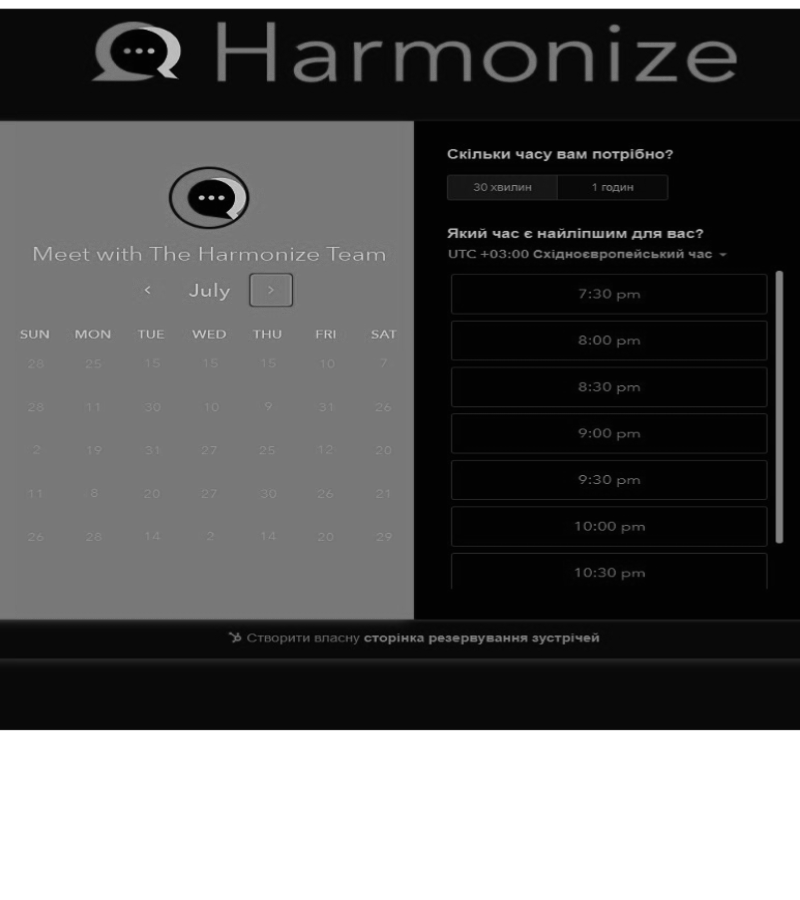 Harmonize
Meet with The Harmonize Team
July
SUN MON TUE WED THU FRI SAT
28 25 15 15 15 10 7
28 11 30 10 9 31 26
2 19 31 27 25 12 20
11 8 20 27 30 26 21
26 28 14 2 14 20 29
Скільки часу вам потрібно?
30 хвилин 1 годин
Який час є найліпшим для вас?
UTC +03:00 Східноєвропейський час
7:30 pm
8:00 pm
8:30 pm
9:00 pm
9:30 pm
10:00 pm
10:30 pm
Створити власну сторінка резервування зустрічей